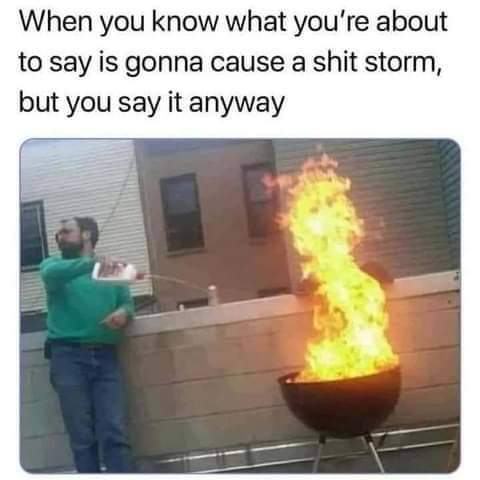 When you know what you're about
to say is gonna cause a shit storm,
but you say it anyway